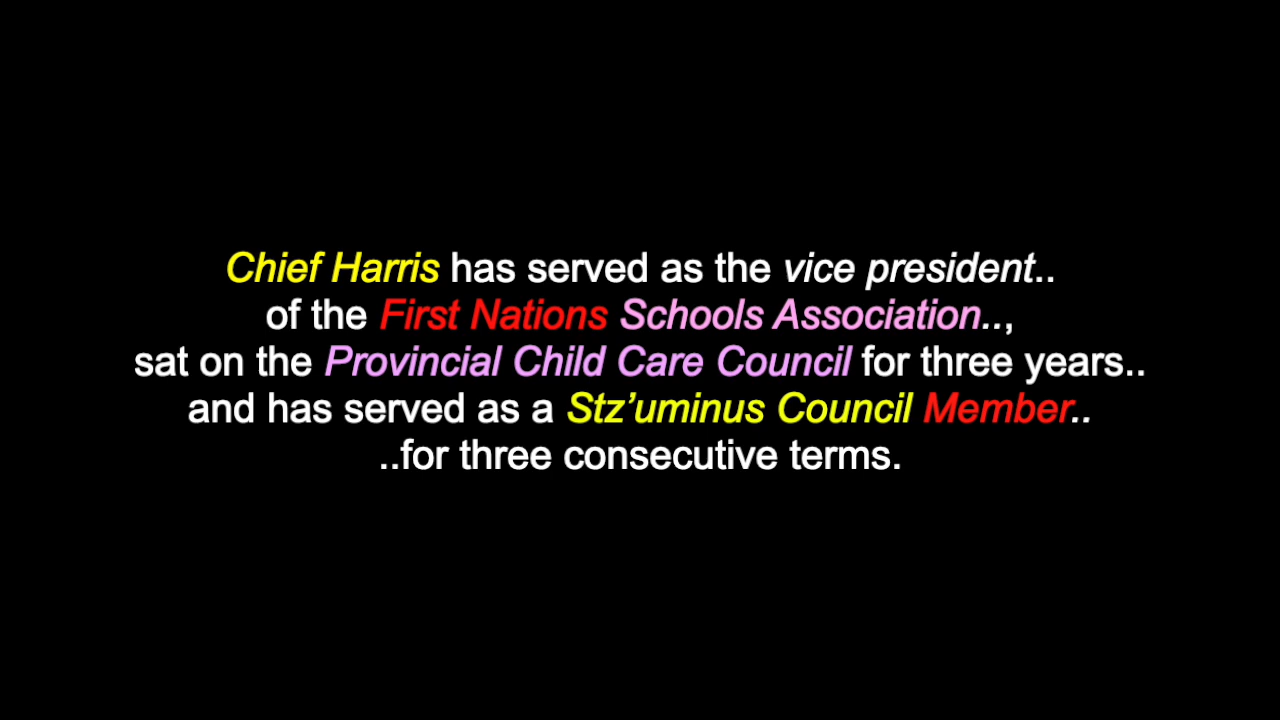 Chief Harris has served as the vice president..
of the First Nations Schools Association..,
sat on the Provincial Child Care Council for three years..
and has served as a Stz’uminus Council Member..
..for three consecutive terms.